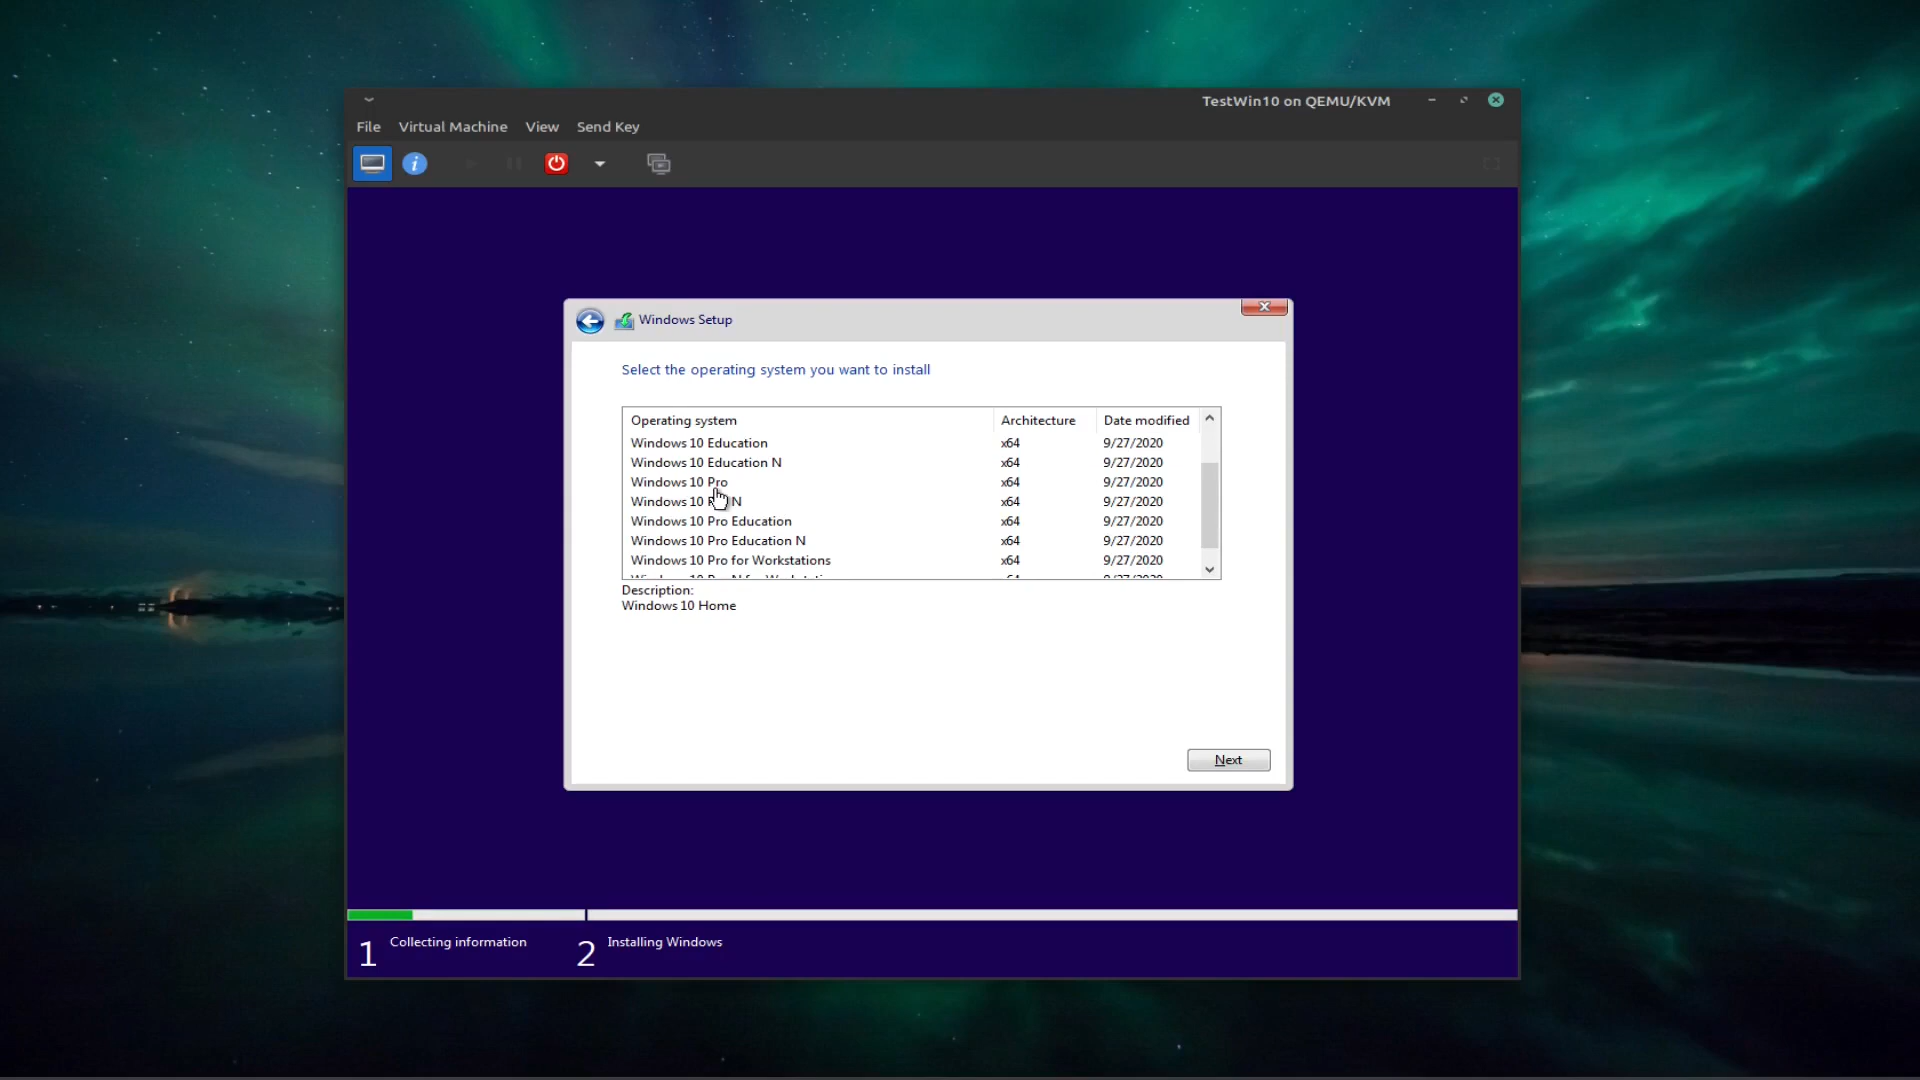 TestWin10 on QEMU/KVM
File Virtual Machine View Send Key
Windows Setup
Select the operating system you want to install
Operating system Architecture Date modified
Windows 10 Education x64 9/27/2020
Windows 10 Education N x64 9/27/2020
Windows 10 Pro x64 9/27/2020
Windows 10 N x64 9/27/2020
Windows 10 Pro Education x64 9/27/2020
Windows 10 Pro Education N x64 9/27/2020
Windows 10 Pro for Workstations x64 9/27/2020
Description:
Windows 10 Home
Next
1 Collecting information 2 Installing Windows